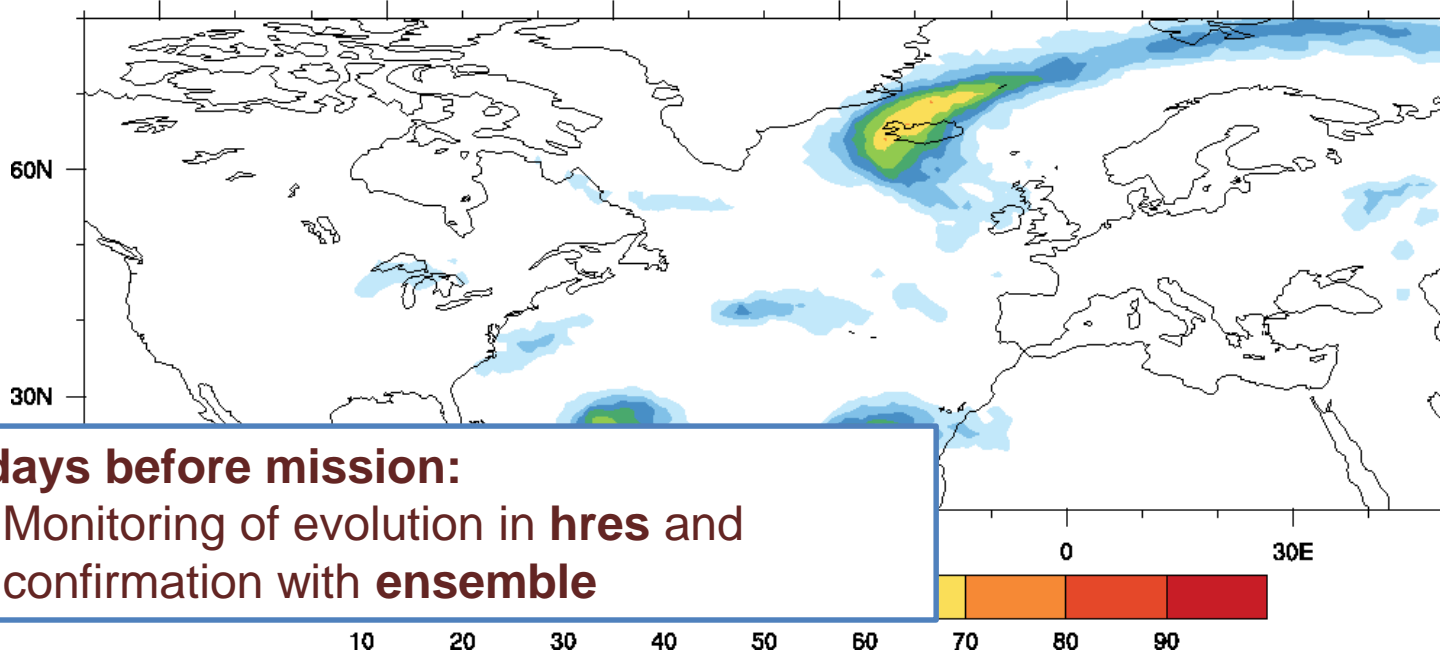 60N
30N
days before mission:
Monitoring of evolution in hres and
confirmation with ensemble
0 30E
10 20 30 40 50 60 70 80 90